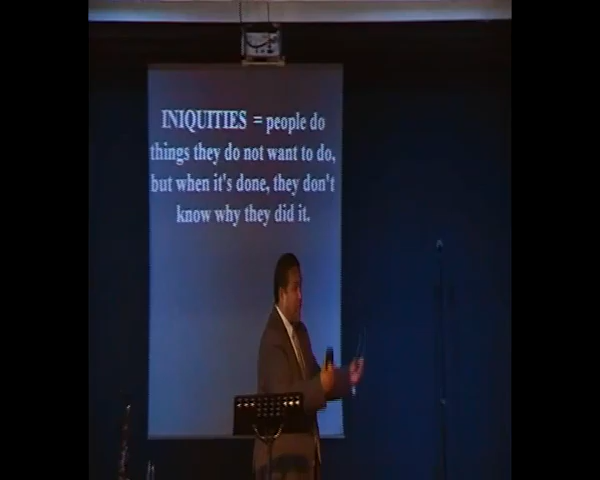 INIQUITIES = people do
things they do not want to do,
but when it's done, they don't
know why they did it.